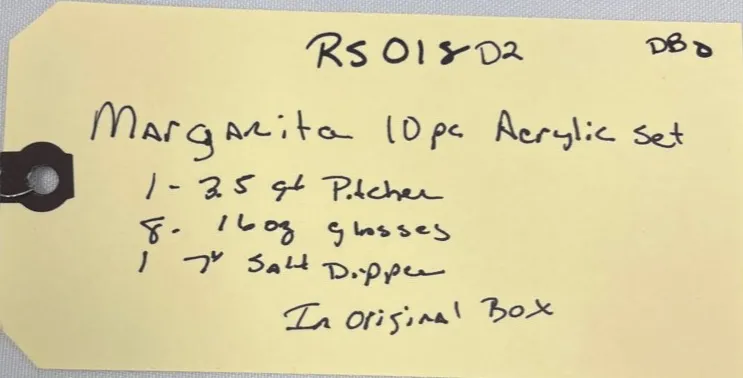 RS018D2 DB0
Margarita 10pc Acrylic Set
1 - 2.5 qt Pitcher
8. 16oz glasses
1 7" Salt Dipper
In Original Box